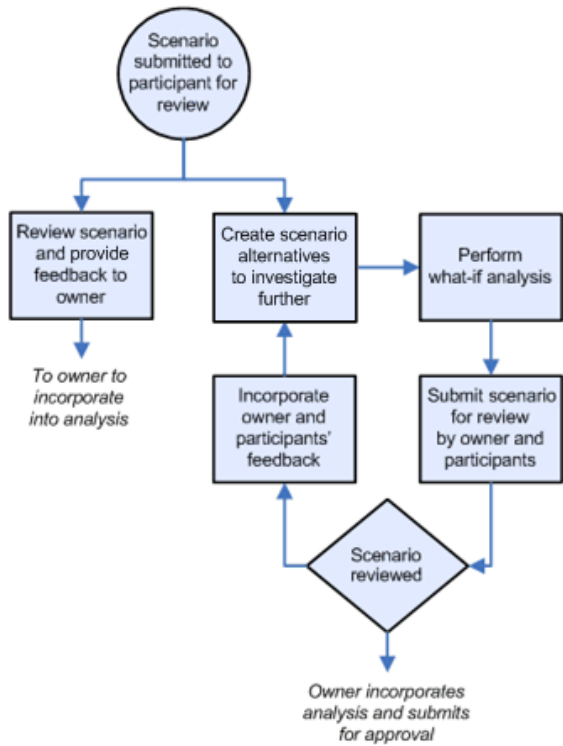 Scenario
submitted to
participant for
review
Review scenario
and provide
feedback to
owner
Create scenario
alternatives
to investigate
further
Perform
what-if analysis
To owner to
incorporate
into analysis
Incorporate
owner and
participants'
feedback
Submit scenario
for review
by owner and
participants
Scenario
reviewed
Owner incorporates
analysis and submits
for approval